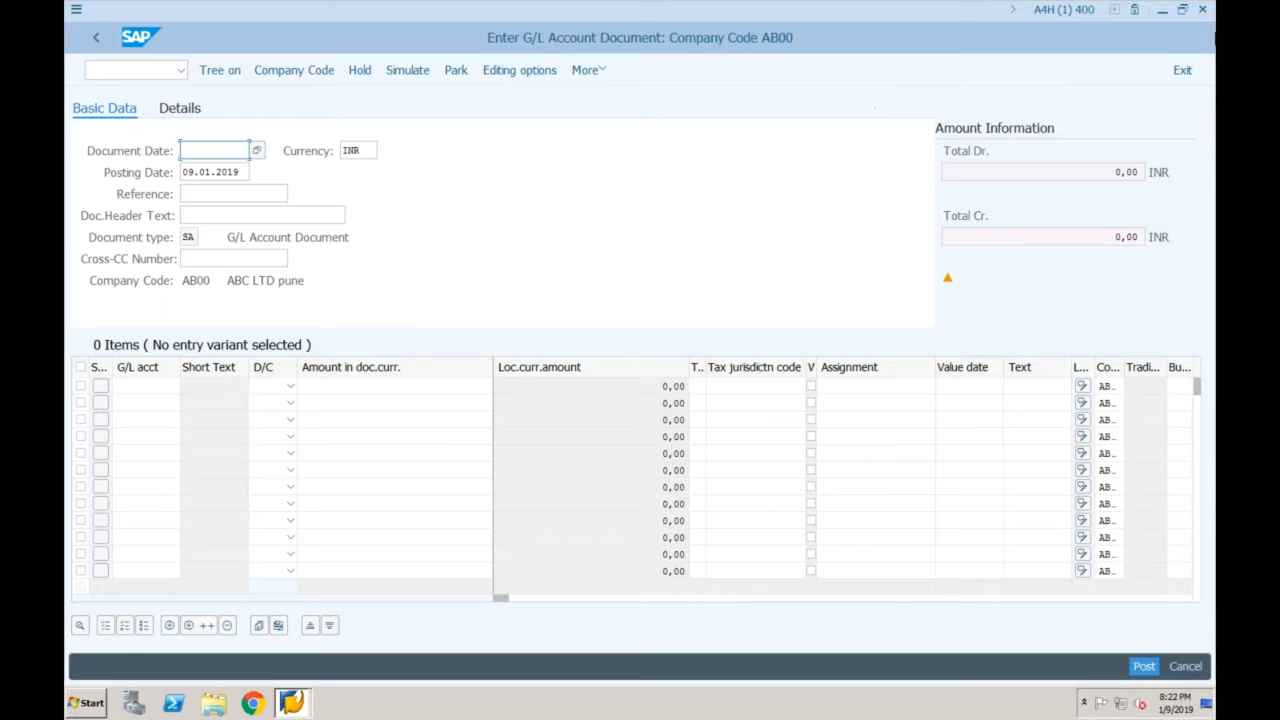 A4H (1) 400
SAP
Enter G/L Account Document: Company Code AB00
Tree on Company Code Hold Simulate Park Editing options More Exit
Basic Data Details
Amount Information
Document Date: Currency: INR
Total Dr.
Posting Date: 09.01.2019
0,00 INR
Reference:
Doc.Header Text:
Total Cr.
Document type: SA G/L Account Document
0,00 INR
Cross-CC Number:
Company Code: AB00 ABC LTD pune
0 Items ( No entry variant selected )
S... G/L acct Short Text D/C Amount in doc.curr. Loc.curr.amount T.. Tax jurisdictn code V Assignment Value date Text L... Co... Tradi... Bu...
0,00 AB..
0,00 AB..
0,00 AB..
0,00 AB..
0,00 AB..
0,00 AB..
0,00 AB..
0,00 AB..
0,00 AB..
0,00 AB..
0,00 AB..
0,00 AB..
Post Cancel
Start
8:22 PM
1/9/2019